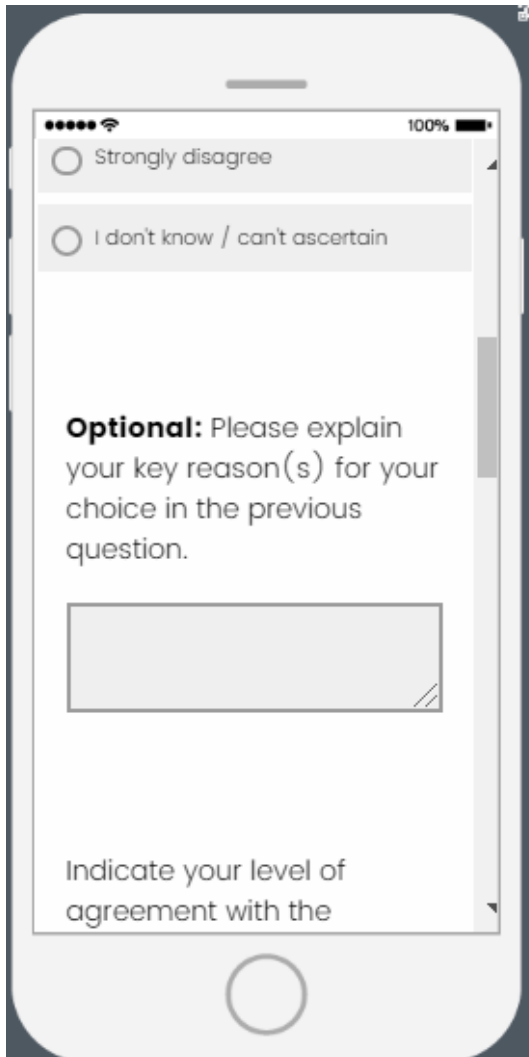 100%
Strongly disagree
I don't know / can't ascertain
Optional: Please explain
your key reason(s) for your
choice in the previous
question.
Indicate your level of
agreement with the